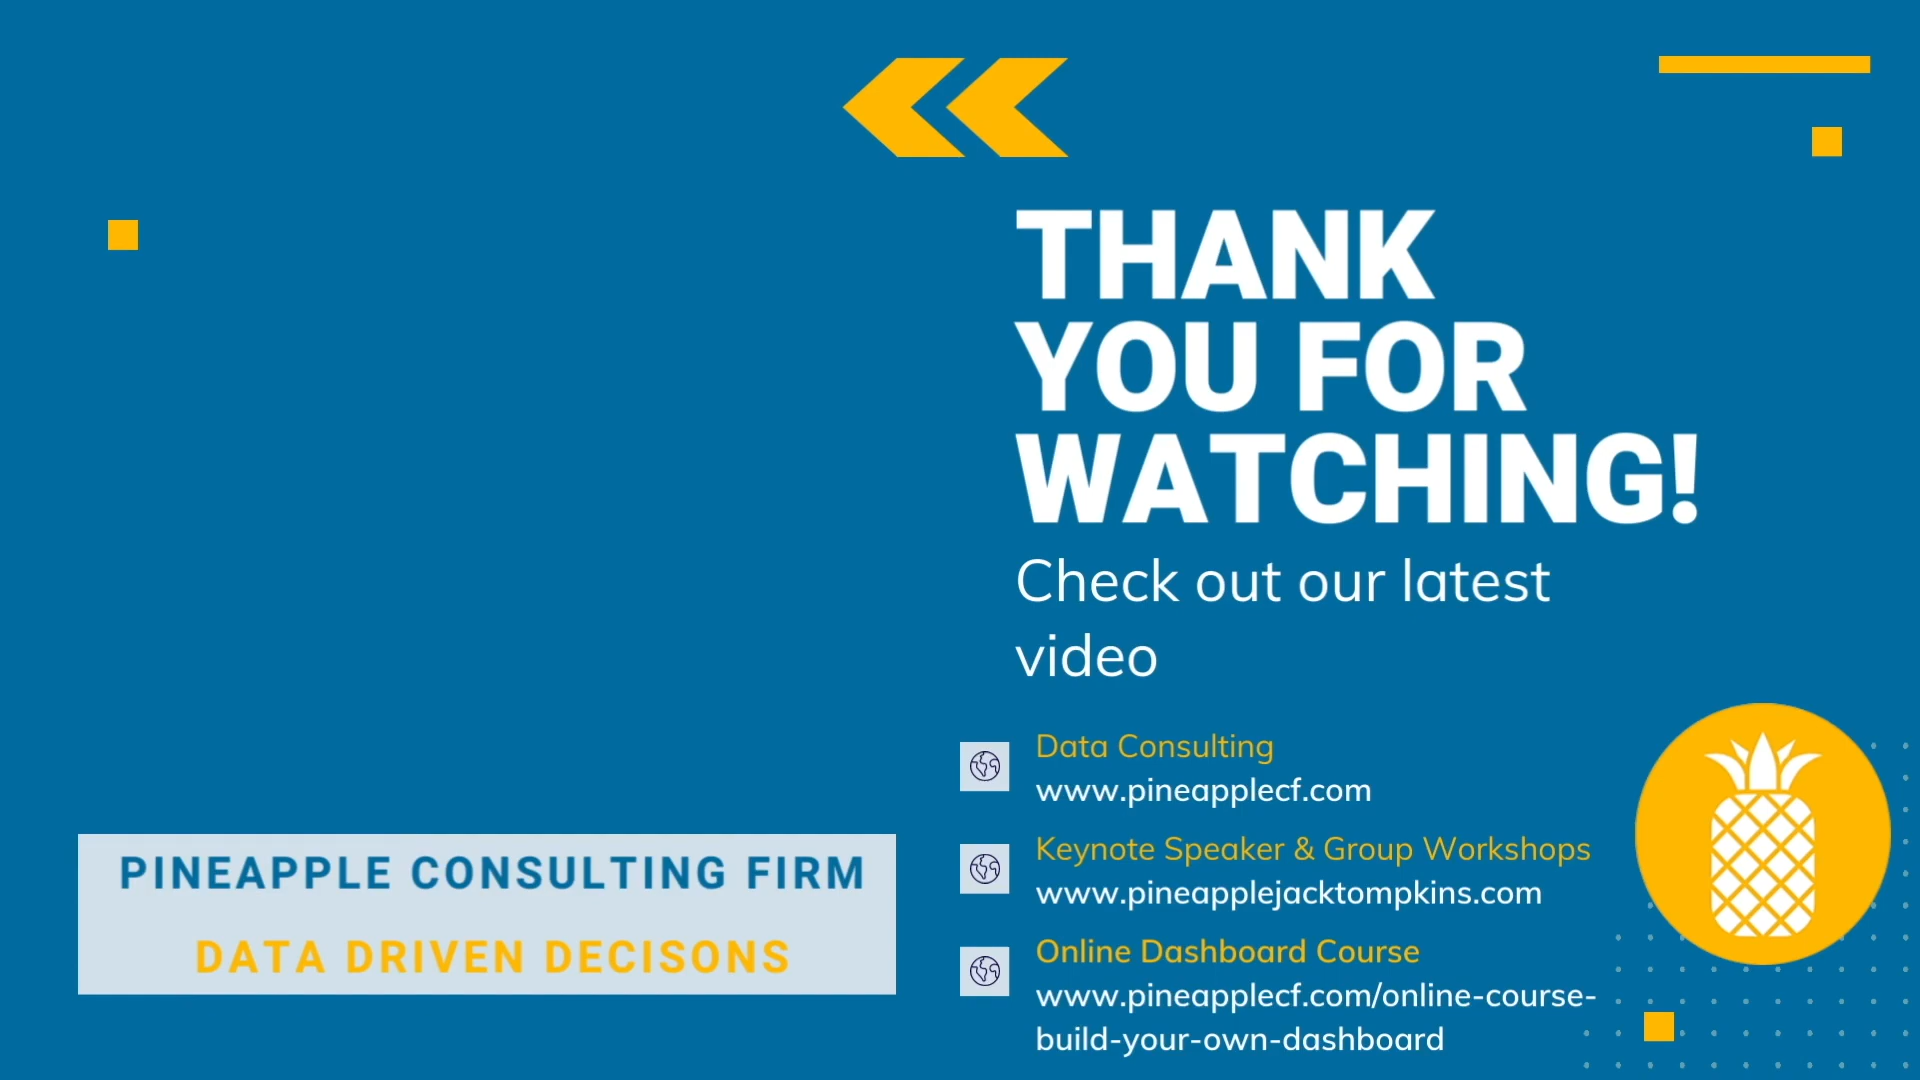 THANK
YOU FOR
WATCHING!
Check out our latest
video
Data Consulting
www.pineapplecf.com
Keynote Speaker & Group Workshops
www.pineapplejacktompkins.com
Online Dashboard Course
www.pineapplecf.com/online-course-
build-your-own-dashboard
PINEAPPLE CONSULTING FIRM
DATA DRIVEN DECISONS